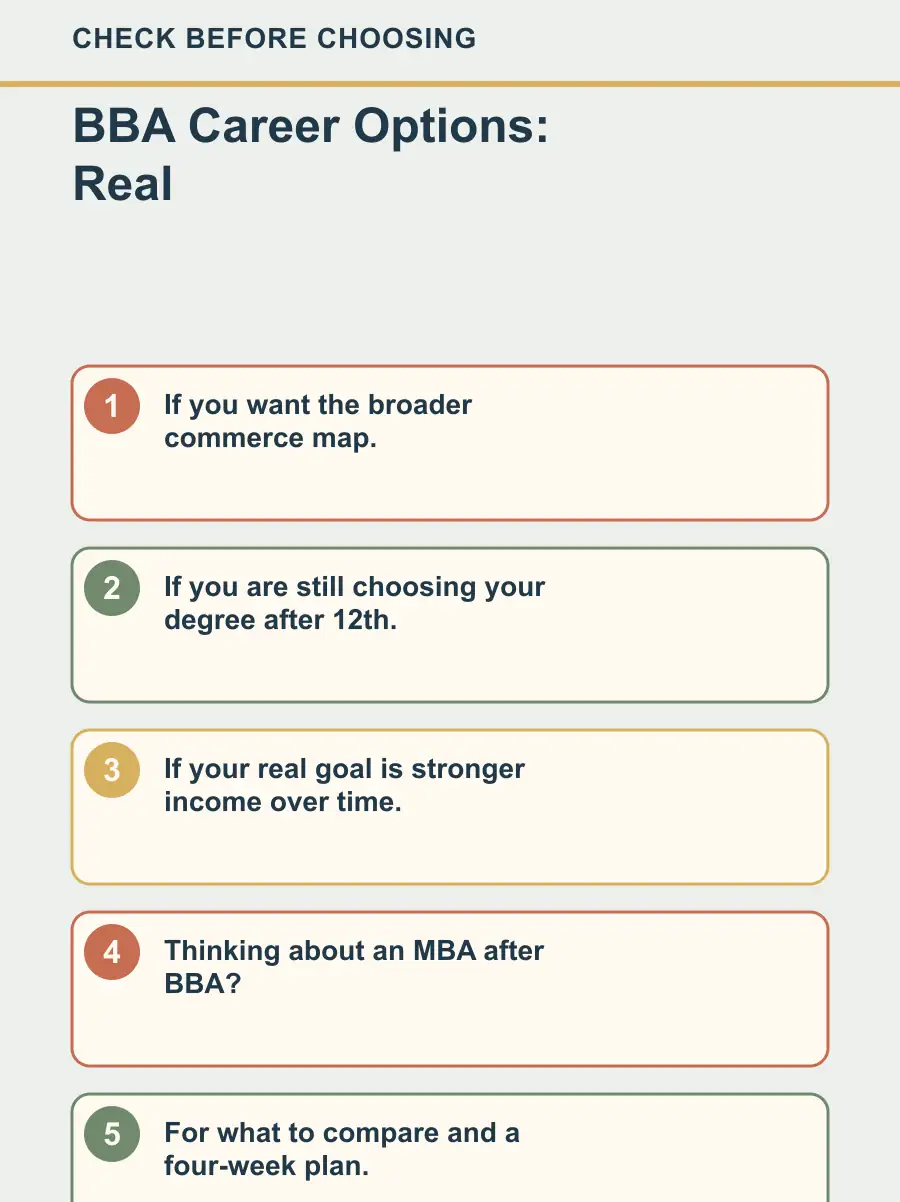 CHECK BEFORE CHOOSING
BBA Career Options:
Real
1
If you want the broader
commerce map.
2
If you are still choosing your
degree after 12th.
3
If your real goal is stronger
income over time.
4
Thinking about an MBA after
BBA?
5
For what to compare and a
four-week plan.